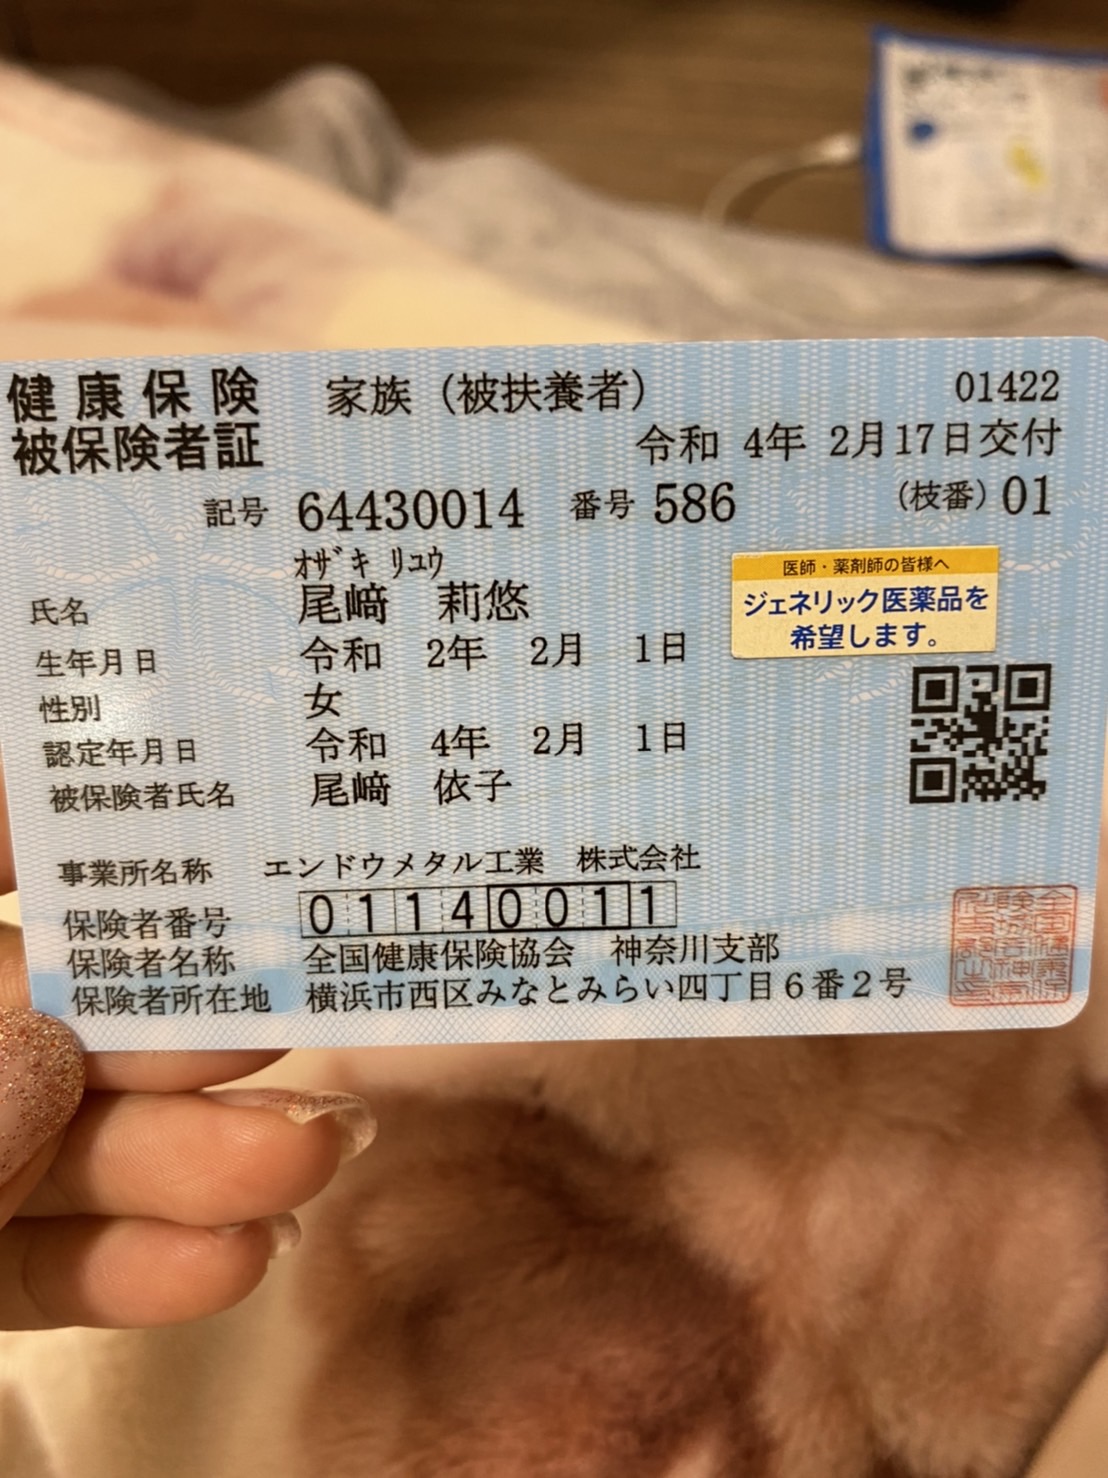 健康保険 家族（被扶養者） 01422
被保険者証 令和 4年 2月17日交付
記号 64430014 番号 586 （枝番）01
ｵｻﾞｷ ﾘﾕｳ
氏名 尾﨑 莉悠
医師・薬剤師の皆様へ
ジェネリック医薬品を
希望します。
生年月日 令和 2年 2月 1日
性別 女
認定年月日 令和 4年 2月 1日
被保険者氏名 尾﨑 依子
事業所名称 エンドウメタル工業 株式会社
保険者番号 01140011
保険者名称 全国健康保険協会 神奈川支部
保険者所在地 横浜市西区みなとみらい四丁目６番２号